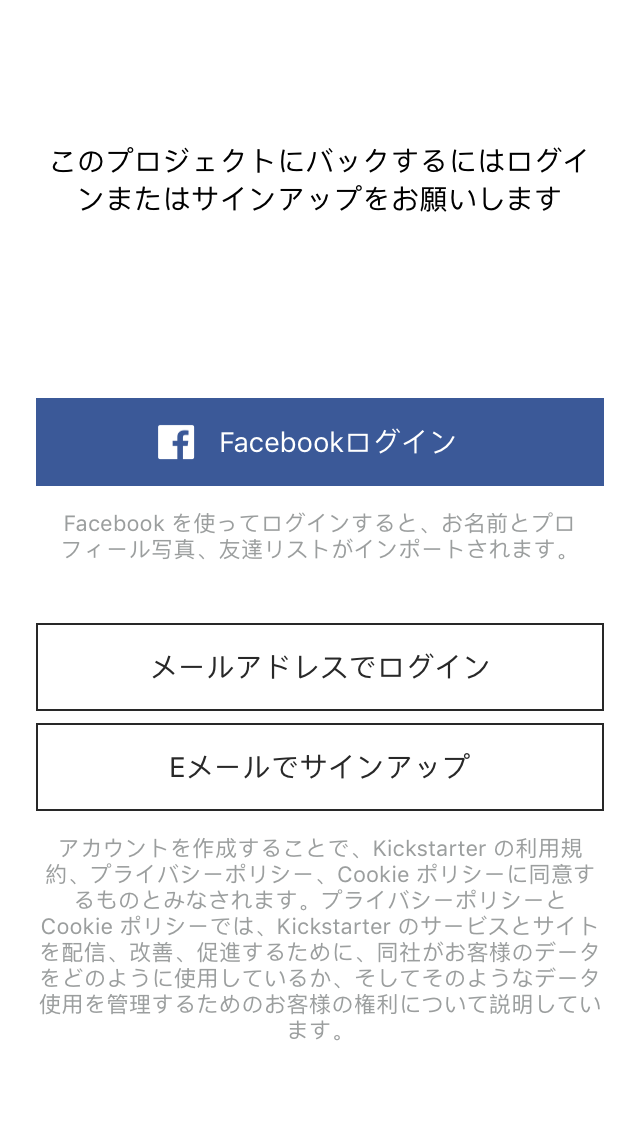 このプロジェクトにバックするにはログイ
ンまたはサインアップをお願いします
Facebookログイン
Facebook を使ってログインすると、お名前とプロ
フィール写真、友達リストがインポートされます。
メールアドレスでログイン
Eメールでサインアップ
アカウントを作成することで、Kickstarter の利用規
約、プライバシーポリシー、Cookie ポリシーに同意す
るものとみなされます。プライバシーポリシーと
Cookie ポリシーでは、Kickstarter のサービスとサイト
を配信、改善、促進するために、同社がお客様のデータ
をどのように使用しているか、そしてそのようなデータ
使用を管理するためのお客様の権利について説明してい
ます。